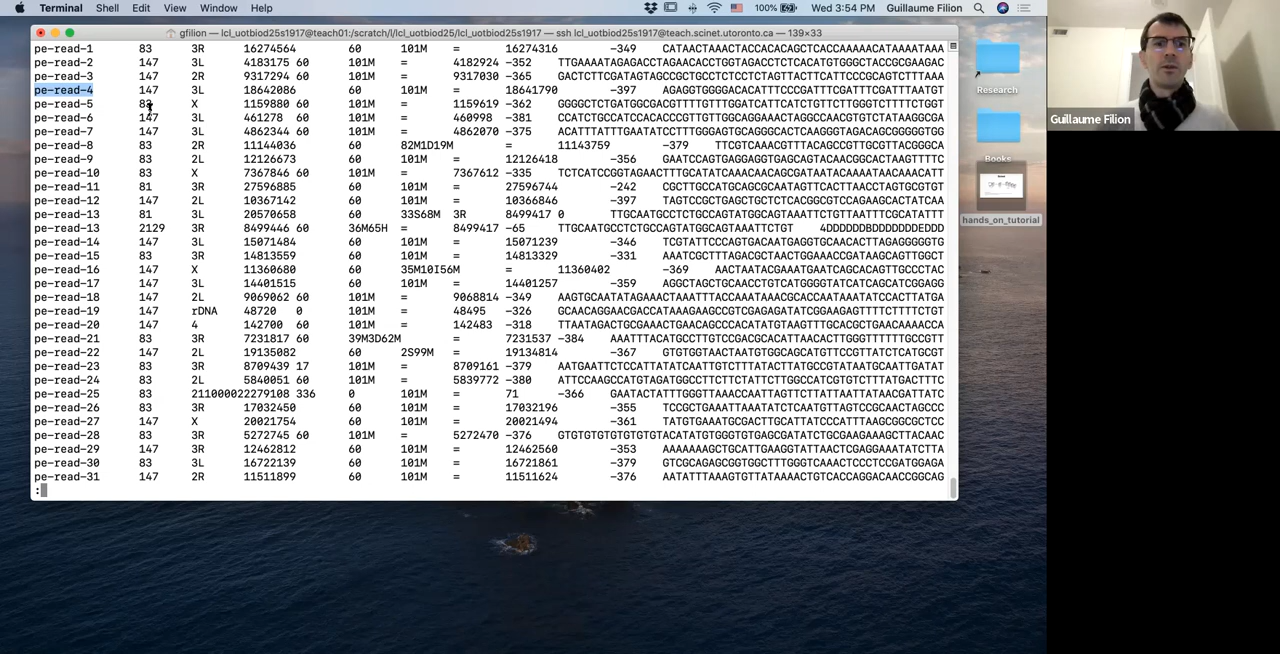 Terminal Shell Edit View Window Help 100% Wed 3:54 PM Guillaume Filion
gfilion — lcl_uotbiod25s1917@teach01:/scratch/l/lcl_uotbiod25/lcl_uotbiod25s1917 — ssh lcl_uotbiod25s1917@teach.scinet.utoronto.ca — 139×33
pe-read-1 83 3R 16274564 60 101M = 16274316 -349 CATAACTAAACTACCACACAGCTCACCAAAAACATAAAATAAA
pe-read-2 147 3L 4183175 60 101M = 4182924 -352 TTGAAAATAGAGACCTAGAACACCTGGTAGACCTCTCACATGTGGGCTACCGCGAAGAC
pe-read-3 147 2R 9317294 60 101M = 9317030 -365 GACTCTTCGATAGTAGCCGCTGCCTCTCCTCTCTAGTTACTTCATTCCCGCAGTCTTTAAA
pe-read-4 147 3L 18642086 60 101M = 18641790 -397 AGAGGTGGGGACACATTTCCCTAGATTCGATTTCGATTTAATGT
pe-read-5 83 X 1159880 60 101M = 1159619 -362 GGGGCTCTGATGGCGACGTTTTGTTTGGATCATTCATCTGTTCTTGGGTCTTTTCTGGT
pe-read-6 147 3L 461278 60 101M = 460998 -381 CCATCTGCCATCCACACCCGTTGTTGGCAGGAAACTAGGCCAACGTGTCTATAAGGCGA
pe-read-7 147 3L 4862344 60 101M = 4862070 -375 ACATTTATTTGAATATCCTTTGGGAGTGCAGGGCACTCAAGGGTAGACAGCGGGGGTGG
pe-read-8 83 2R 11144036 60 82M1D19M = 11143759 -379 TTCGTCAAACGTTTACAGCCGTTGCGTTACGGGCA
pe-read-9 83 2L 12126673 60 101M = 12126418 -356 GAATCCAGTGAGGAGGTGAGCAGTACAACGGCACTAAGTTTTC
pe-read-10 83 X 7367846 60 101M = 7367612 -335 TCTCATCCGGTAGAACTTTGCATATCAAACAACAGCGATAATACAAAATAACAAACATT
pe-read-11 81 3R 27596885 60 101M = 27596744 -242 CGCTTGCCATGCAGCGCAATAGTTCACTTAACCTAGTGCGTGT
pe-read-12 147 2L 10367142 60 101M = 10366846 -397 TAGTCCGCTGAGCTGCTCTCACGGCGTCCAGAAGCACTATCAA
pe-read-13 81 3L 20570658 60 33S68M 3R 8499417 0 TTGCAATGCCTCTGCCAGTATGGCAGTAAATTCTGTTAATTTCGCATATTT
pe-read-13 2129 3R 8499446 60 36M65H = 8499417 -65 TTGCAATGCCTCTGCCAGTATGGCAGTAAATTCTGT 4DDDDDDBDDDDDDDEDDD
pe-read-14 147 3L 15071484 60 101M = 15071239 -346 TCGTATTCCCAGTGACAATGAGGTGCAACACTTAGAGGGGGTG
pe-read-15 83 3R 14813559 60 101M = 14813329 -331 AAATCGCTTTAGACGCTAACTGGAAACCGATAAGCAGTTGGCT
pe-read-16 147 X 11360680 60 35M10I56M = 11360402 -369 AACTAATACGAAATGAATCAGCACAGTTGCCCTAC
pe-read-17 147 3L 14401515 60 101M = 14401257 -359 AGGCTAGCTGCAACCTGTCATGGGGTATCATCAGCATCGGAGG
pe-read-18 147 2L 9069062 60 101M = 9068814 -349 AAGTGCAATATAGAAACTAAATTTACCAAATAAACGCACCAATAAATATCCACTTATGA
pe-read-19 147 rDNA 48720 0 101M = 48495 -326 GCAACAGGAACGACCATAAAGAAGCCGTCGAGAGATATCGGAAGAGTTTTCTTTTTCT
pe-read-20 147 4 142700 60 101M = 142483 -318 TTAATAGACTGCGAAACTGAACAGCCCACATATGTAAGTTTGCACGCTGAACAAAACCA
pe-read-21 83 3R 7231817 60 39M3D62M = 7231537 -384 AAATTTACATGCCTTGTCCGACGCACATTAACACTTGGGTTTTTTGCCGTT
pe-read-22 147 2L 19135082 60 2S99M = 19134814 -367 GTGTGGTAACTAATGTGGCAGCATGTTCCGTTATCTCATGCGT
pe-read-23 83 3R 8709439 17 101M = 8709161 -379 AATGAATTCTCCATTATATCAATTGTCTTTATACTTATGCCGTATAATGCAATTGATAT
pe-read-24 83 2L 5840051 60 101M = 5839772 -380 ATTCCAAGCCATGTAGATGGCCTTCTTCTATTCTTGGCCATCGTGTCTTTATGACTTTC
pe-read-25 83 211000022279108 336 0 101M = 71 -366 GAATACTATTTGGGTAAACCAATTAGTTCTTATTAATTATAACGATTATC
pe-read-26 83 3R 17032450 60 101M = 17032196 -355 TCCGCTGAAATTAAATATCTCAATGTTAGTCCGCAACTAGCCC
pe-read-27 147 X 20021754 60 101M = 20021494 -361 TATGTGAAATGCGACTTGCATTATCCCATTTAAGCGGCGCTCC
pe-read-28 83 3R 5272745 60 101M = 5272470 -376 GTGTGTGTGTGTGTGTACATATGTGGGTGTGAGCGATATCTGCGAAGAAAGCTTACAAC
pe-read-29 147 3R 12462812 60 101M = 12462560 -353 AAAAAAAGCTGCATTGAAGGTATTAACTCGAGGAAATATCTTA
pe-read-30 83 3L 16722139 60 101M = 16721861 -379 GTCGCAGAGCGGTGGCTTTGGGTCAAACTCCCTCCGATGGAGA
pe-read-31 147 2R 11511899 60 101M = 11511624 -376 AATATTTAAAGTGTTATAAAACTGTCACCAGGACAACCGGCAG
:
Research
Books
hands_on_tutorial
Guillaume Filion